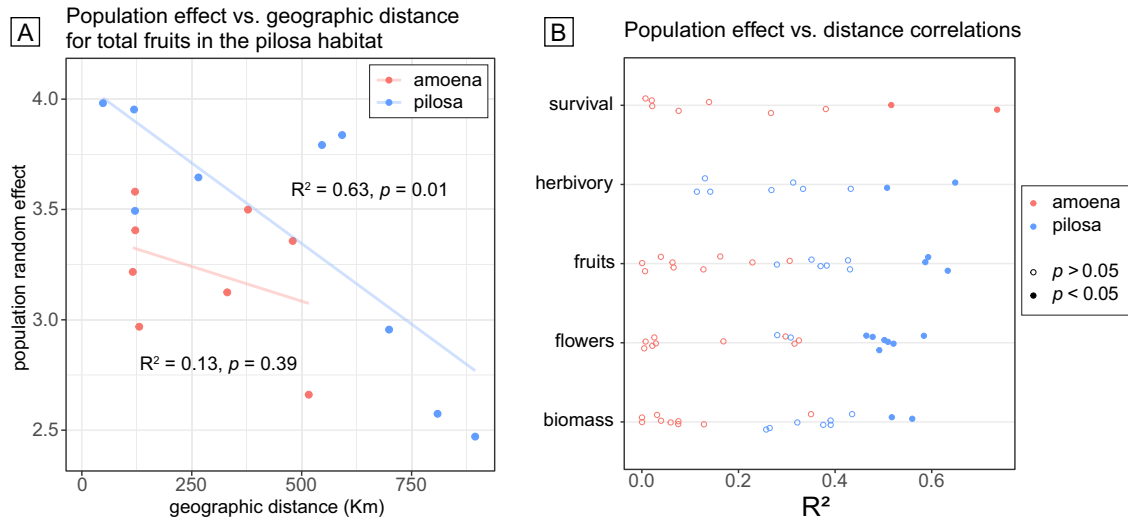 A
Population effect vs. geographic distance
for total fruits in the pilosa habitat
amoena
pilosa
4.0
3.5
3.0
2.5
population random effect
R² = 0.63, p = 0.01
R² = 0.13, p = 0.39
0
250
500
750
geographic distance (Km)
B
Population effect vs. distance correlations
survival
herbivory
fruits
flowers
biomass
0.0
0.2
0.4
0.6
R²
amoena
pilosa
p > 0.05
p < 0.05